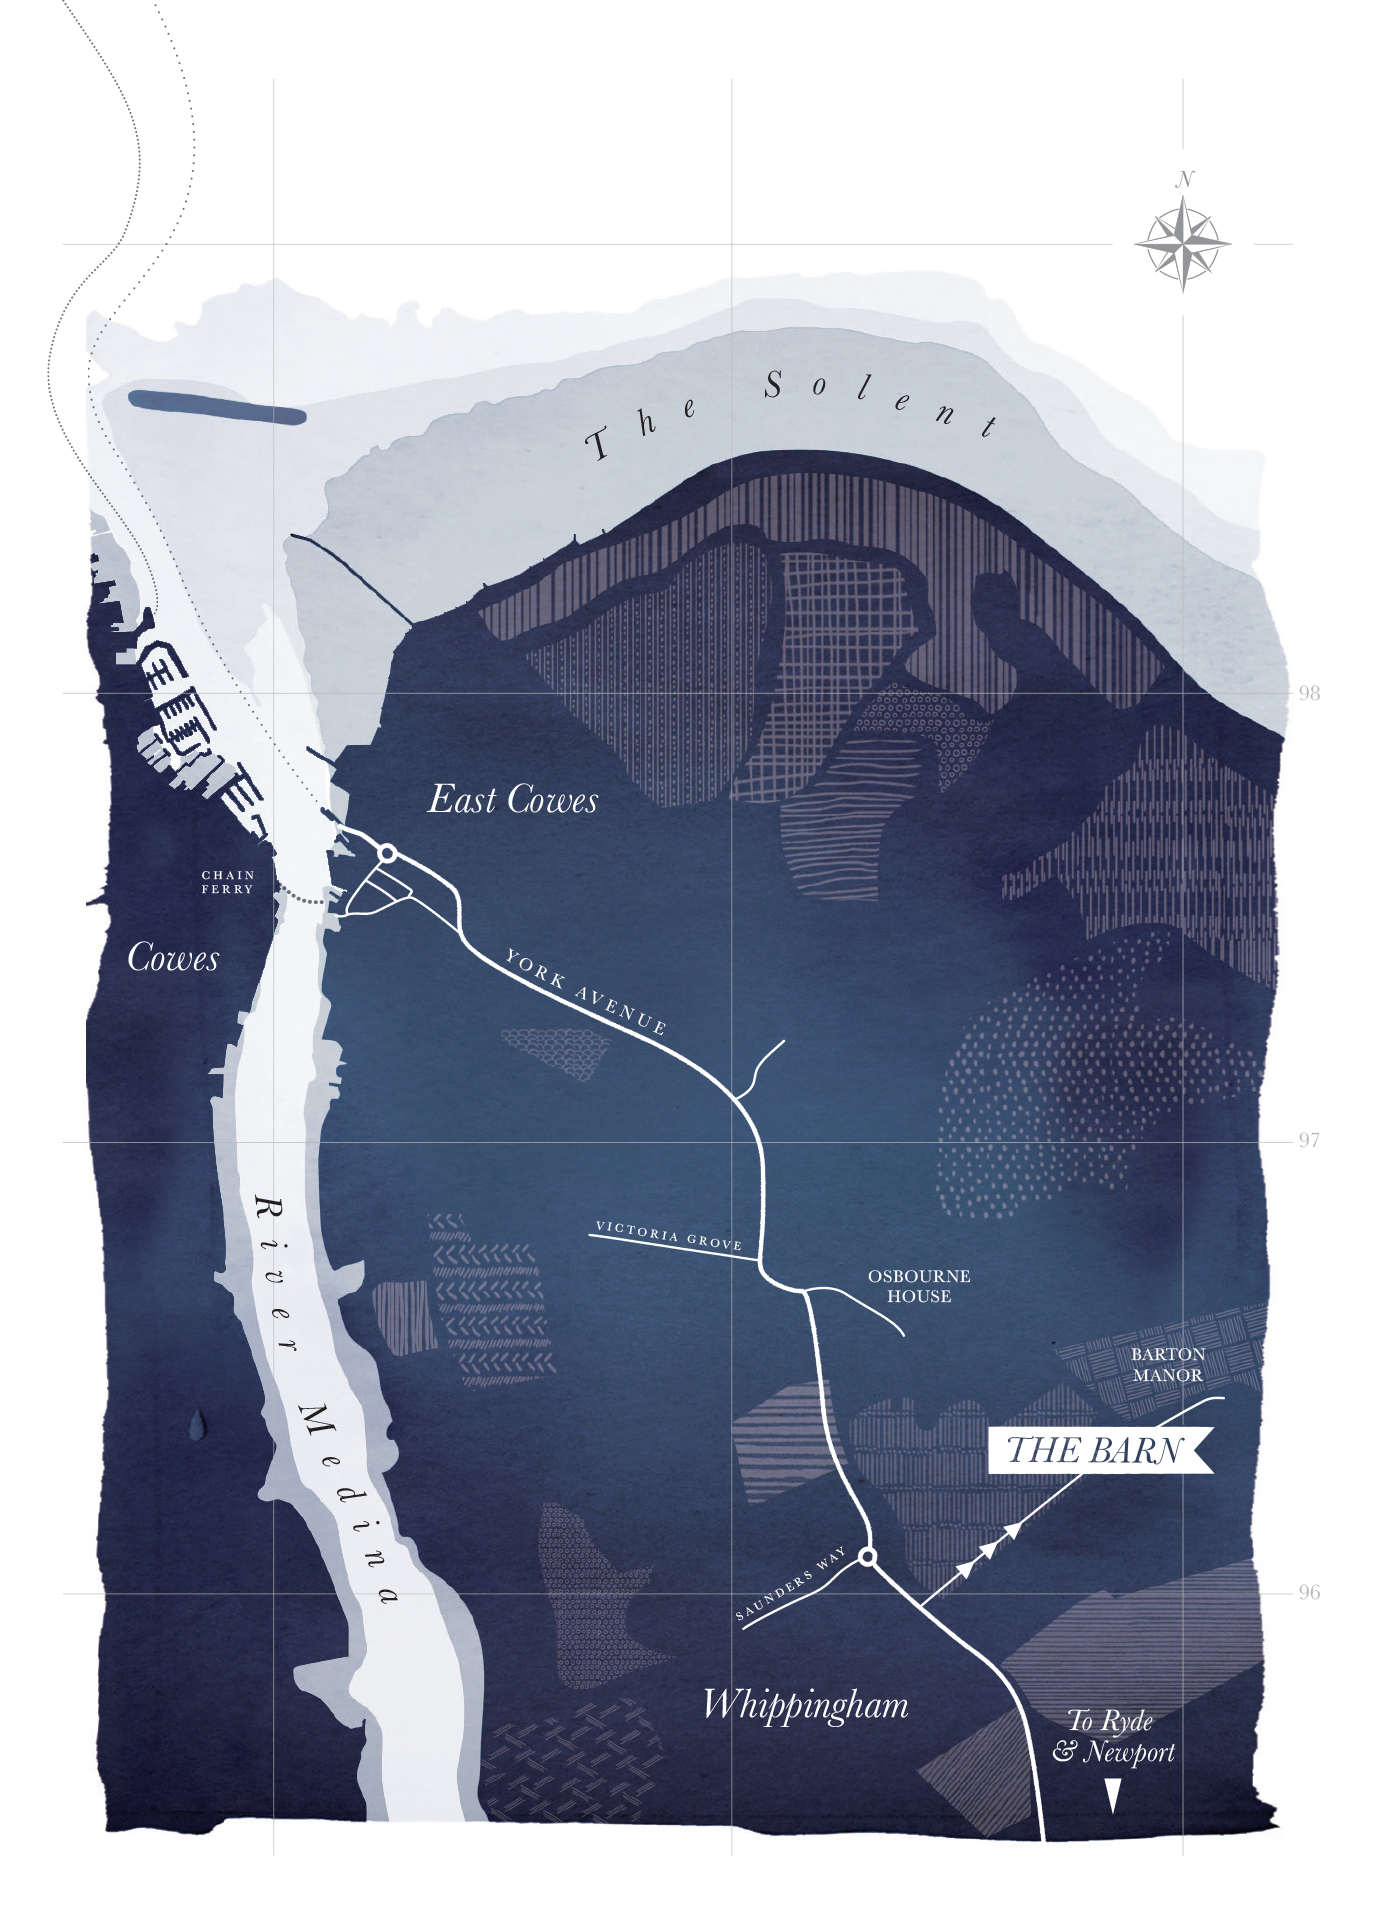 N
The Solent
98
East Cowes
CHAIN
FERRY
Cowes
YORK AVENUE
97
River Medina
VICTORIA GROVE
OSBOURNE
HOUSE
BARTON
MANOR
THE BARN
SAUNDERS WAY
96
Whippingham
To Ryde
& Newport